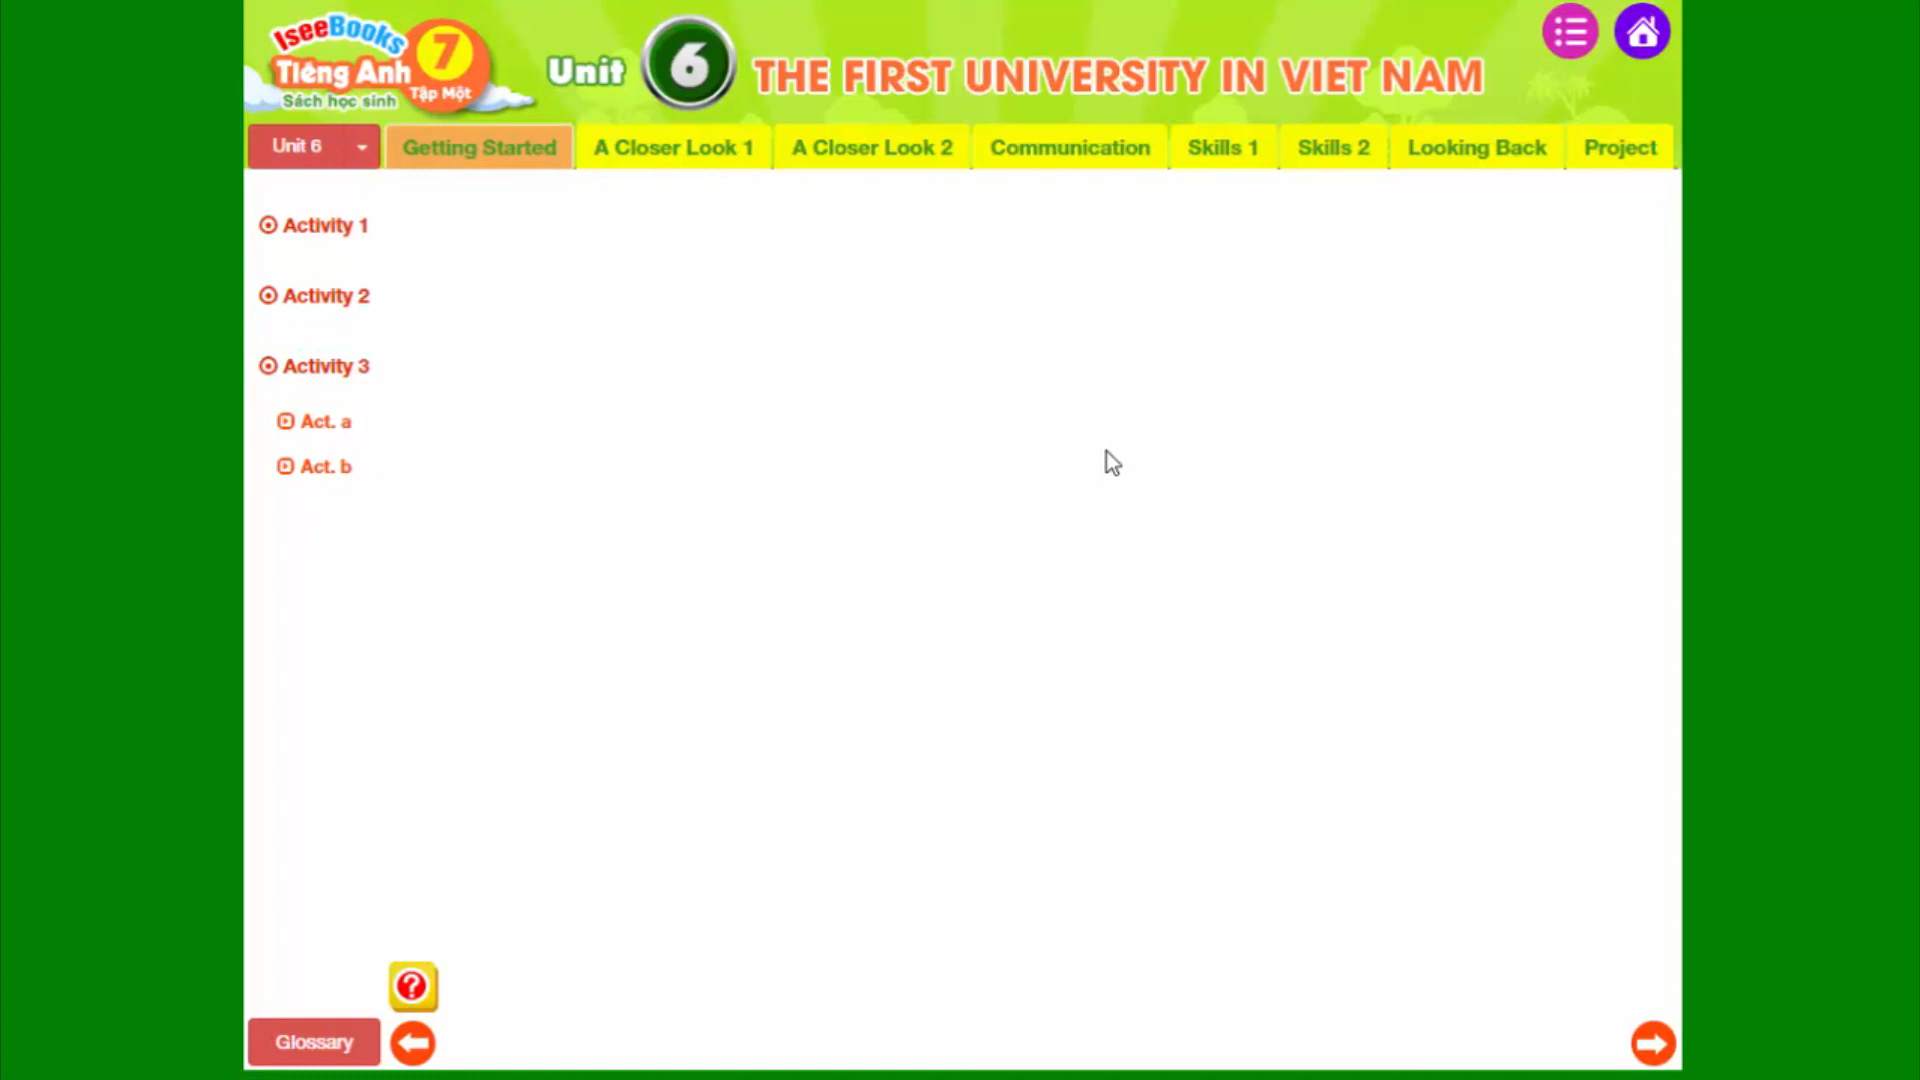 IseeBooks
Tiếng Anh 7
Tập Một
Sách học sinh
Unit 6 THE FIRST UNIVERSITY IN VIET NAM
Unit 6 Getting Started A Closer Look 1 A Closer Look 2 Communication Skills 1 Skills 2 Looking Back Project
Activity 1
Activity 2
Activity 3
Act. a
Act. b
?
Glossary